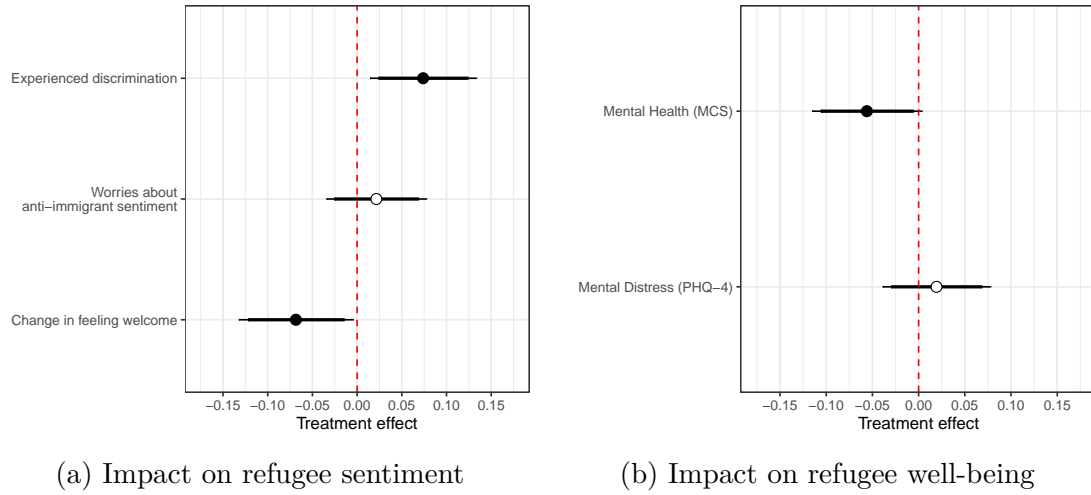 Experienced discrimination
Worries about
anti−immigrant sentiment
Change in feeling welcome
−0.15 −0.10 −0.05 0.00 0.05 0.10 0.15
Treatment effect
(a) Impact on refugee sentiment
Mental Health (MCS)
Mental Distress (PHQ−4)
−0.15 −0.10 −0.05 0.00 0.05 0.10 0.15
Treatment effect
(b) Impact on refugee well-being